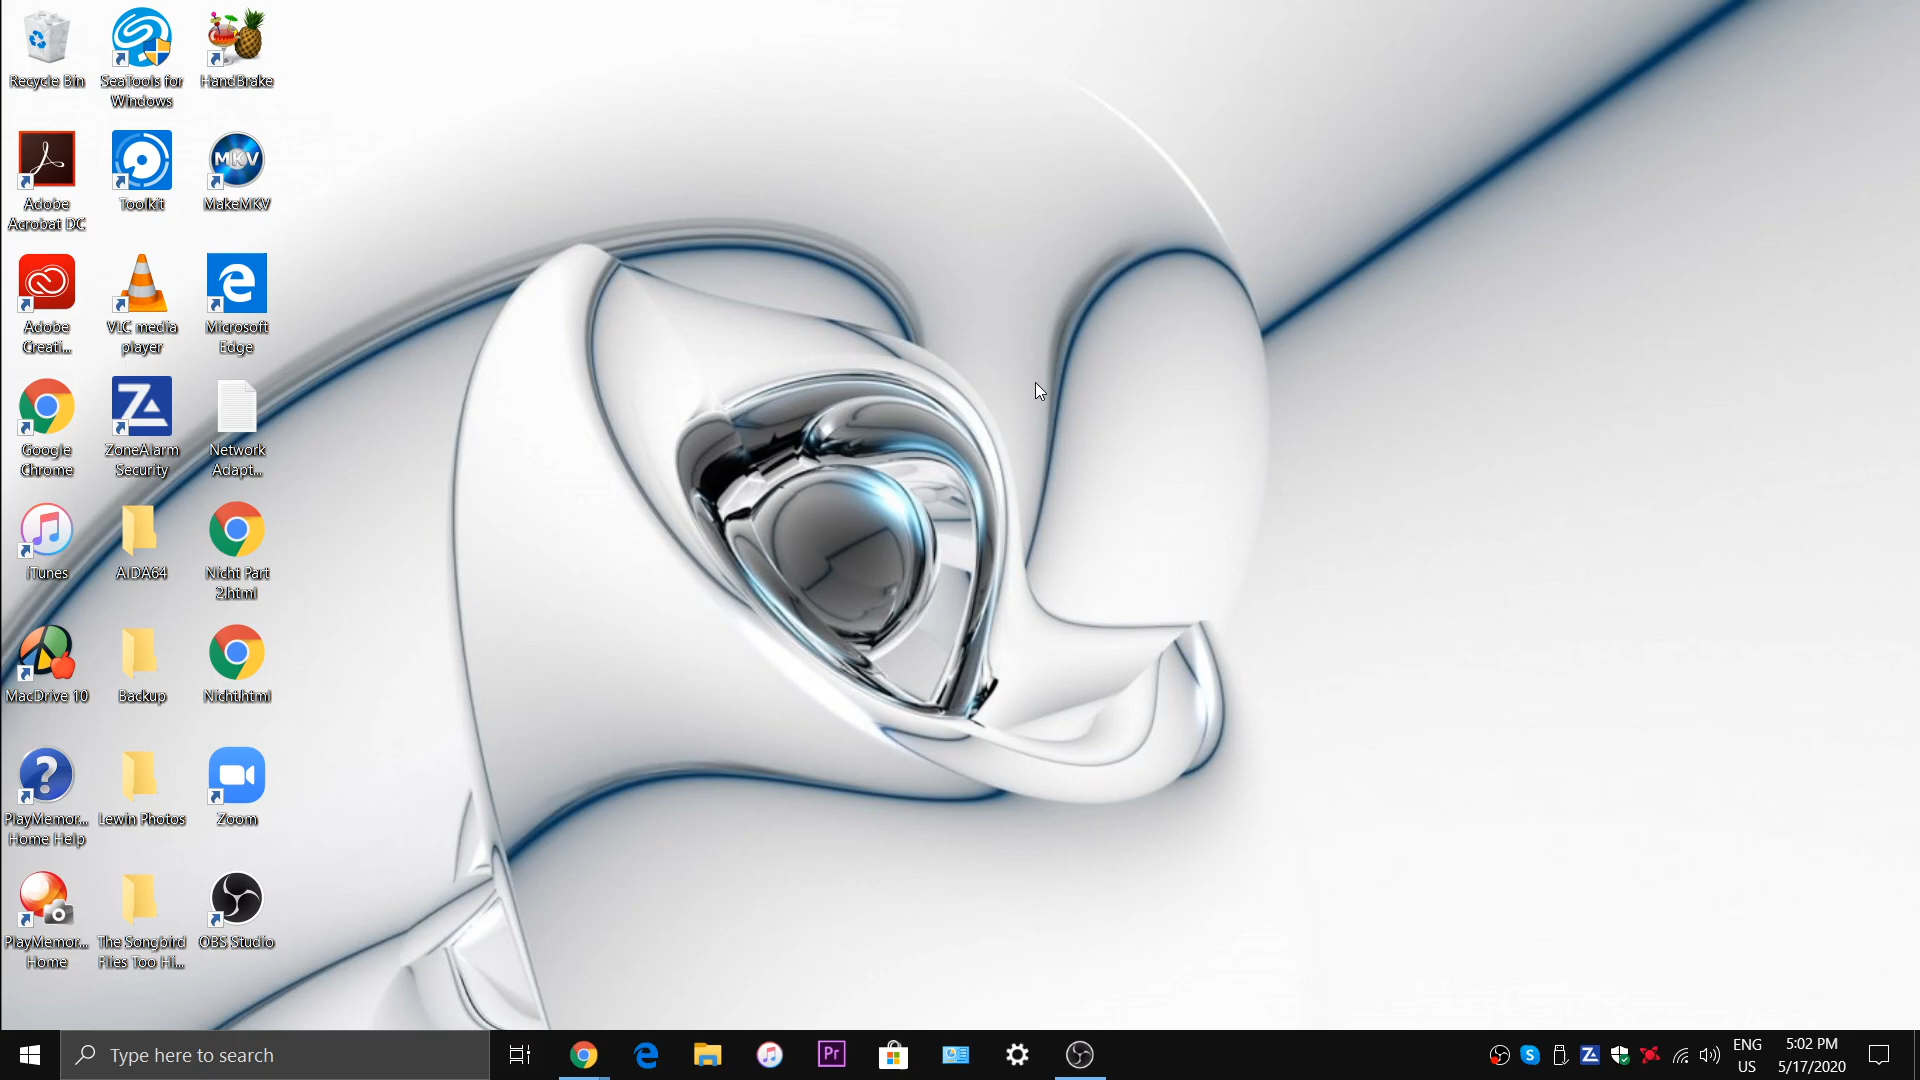 Recycle Bin
SeaTools for
Windows
HandBrake
Adobe
Acrobat DC
Toolkit
MKV
MakeMKV
Adobe
Creati...
VLC media
player
Microsoft
Edge
Google
Chrome
ZoneAlarm
Security
Network
Adapt...
iTunes
AIDA64
Nicht Part
2.html
MacDrive 10
Backup
Nicht.html
PlayMemor...
Home Help
Lewin Photos
Zoom
PlayMemor...
Home
The Songbird
Flies Too Hi...
OBS Studio
Type here to search
Pr
ENG
US
5:02 PM
5/17/2020